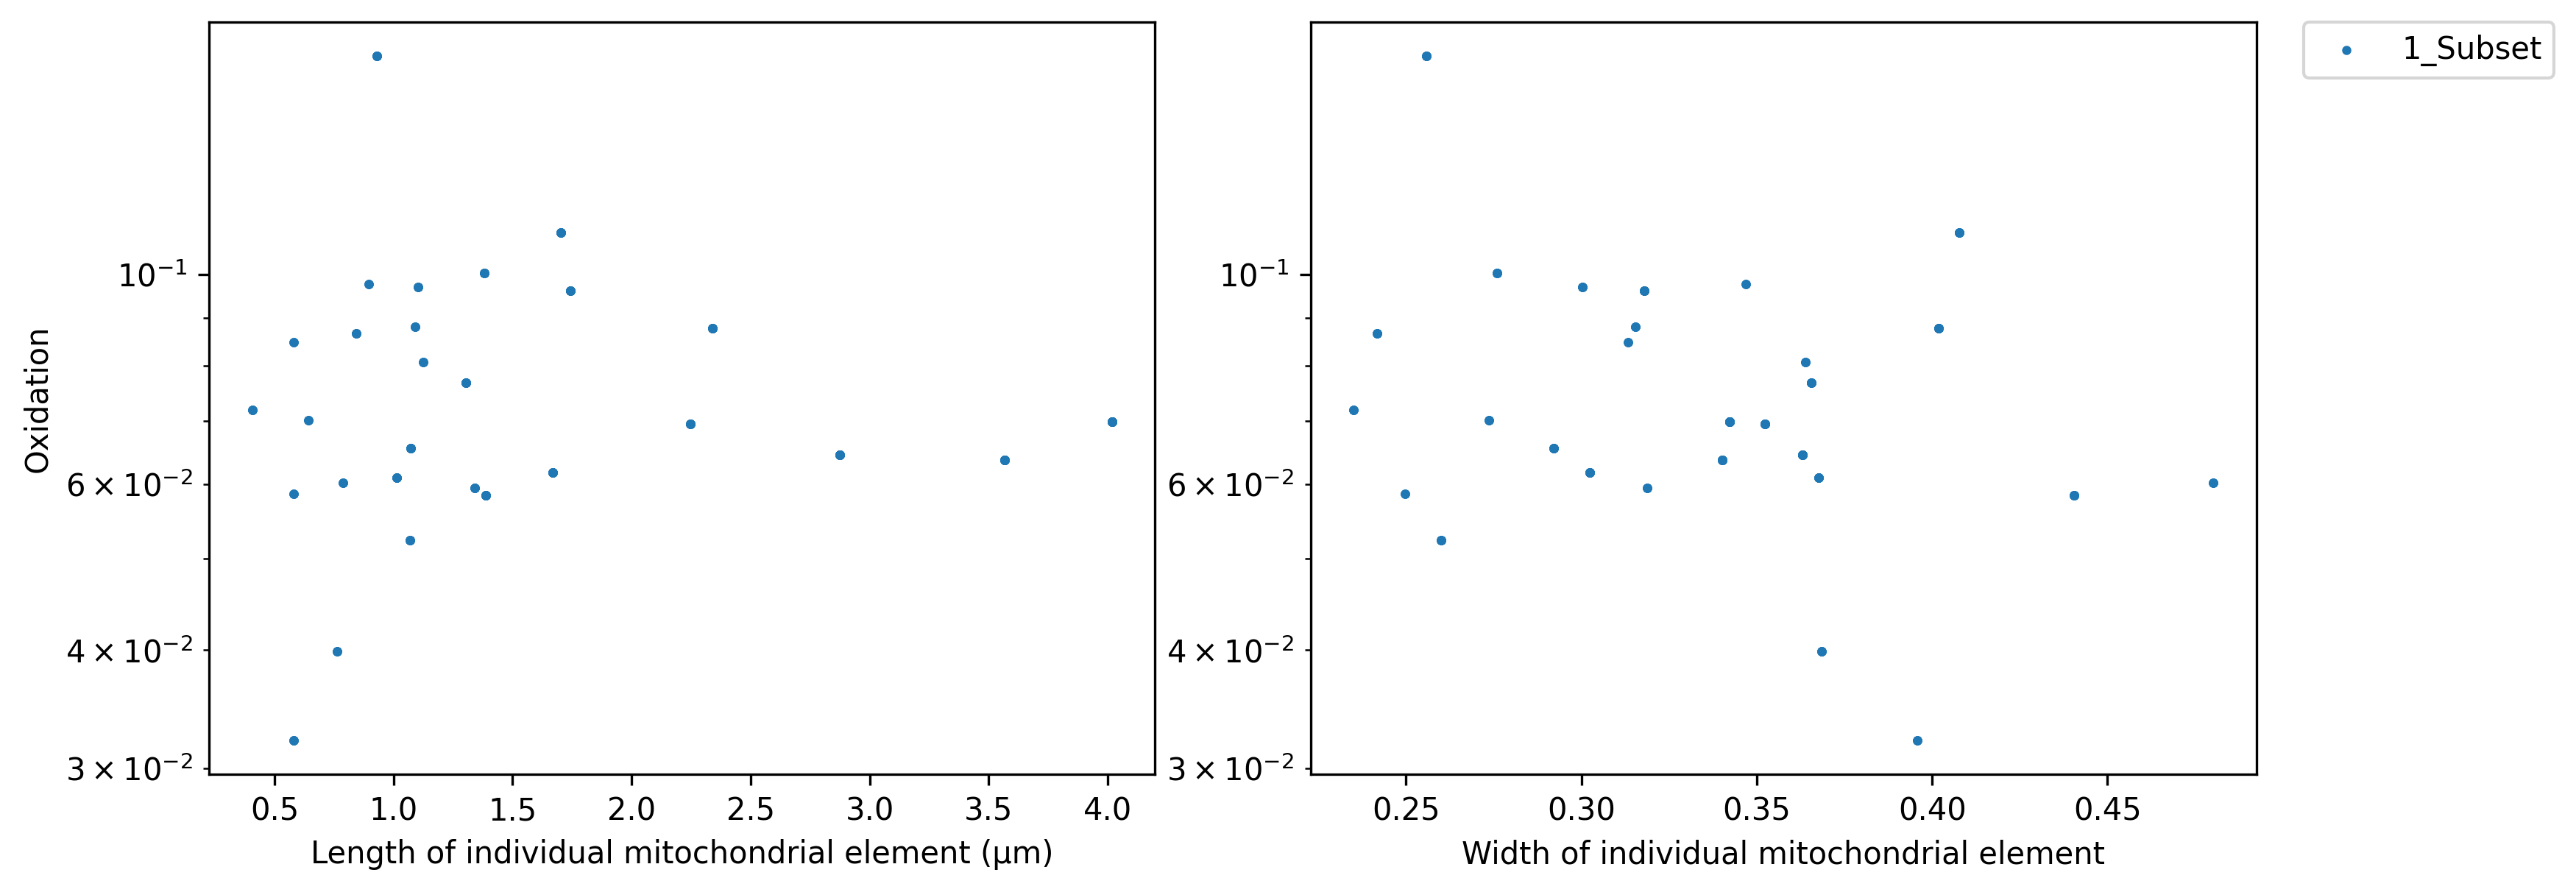 Oxidation
10⁻¹
6 × 10⁻²
4 × 10⁻²
3 × 10⁻²
0.5 1.0 1.5 2.0 2.5 3.0 3.5 4.0
Length of individual mitochondrial element (µm)
10⁻¹
6 × 10⁻²
4 × 10⁻²
3 × 10⁻²
0.25 0.30 0.35 0.40 0.45
Width of individual mitochondrial element
1_Subset